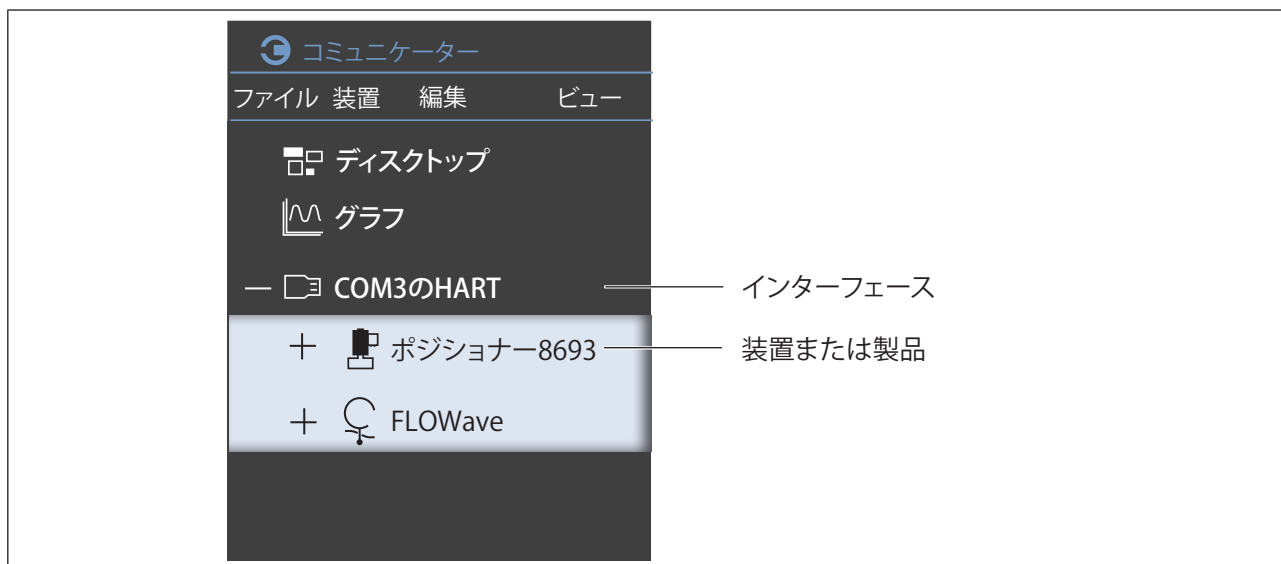 コミュニケーター
ファイル 装置 編集 ビュー
ディスクトップ
グラフ
COM3のHART インターフェース
ポジショナー8693 装置または製品
FLOWave